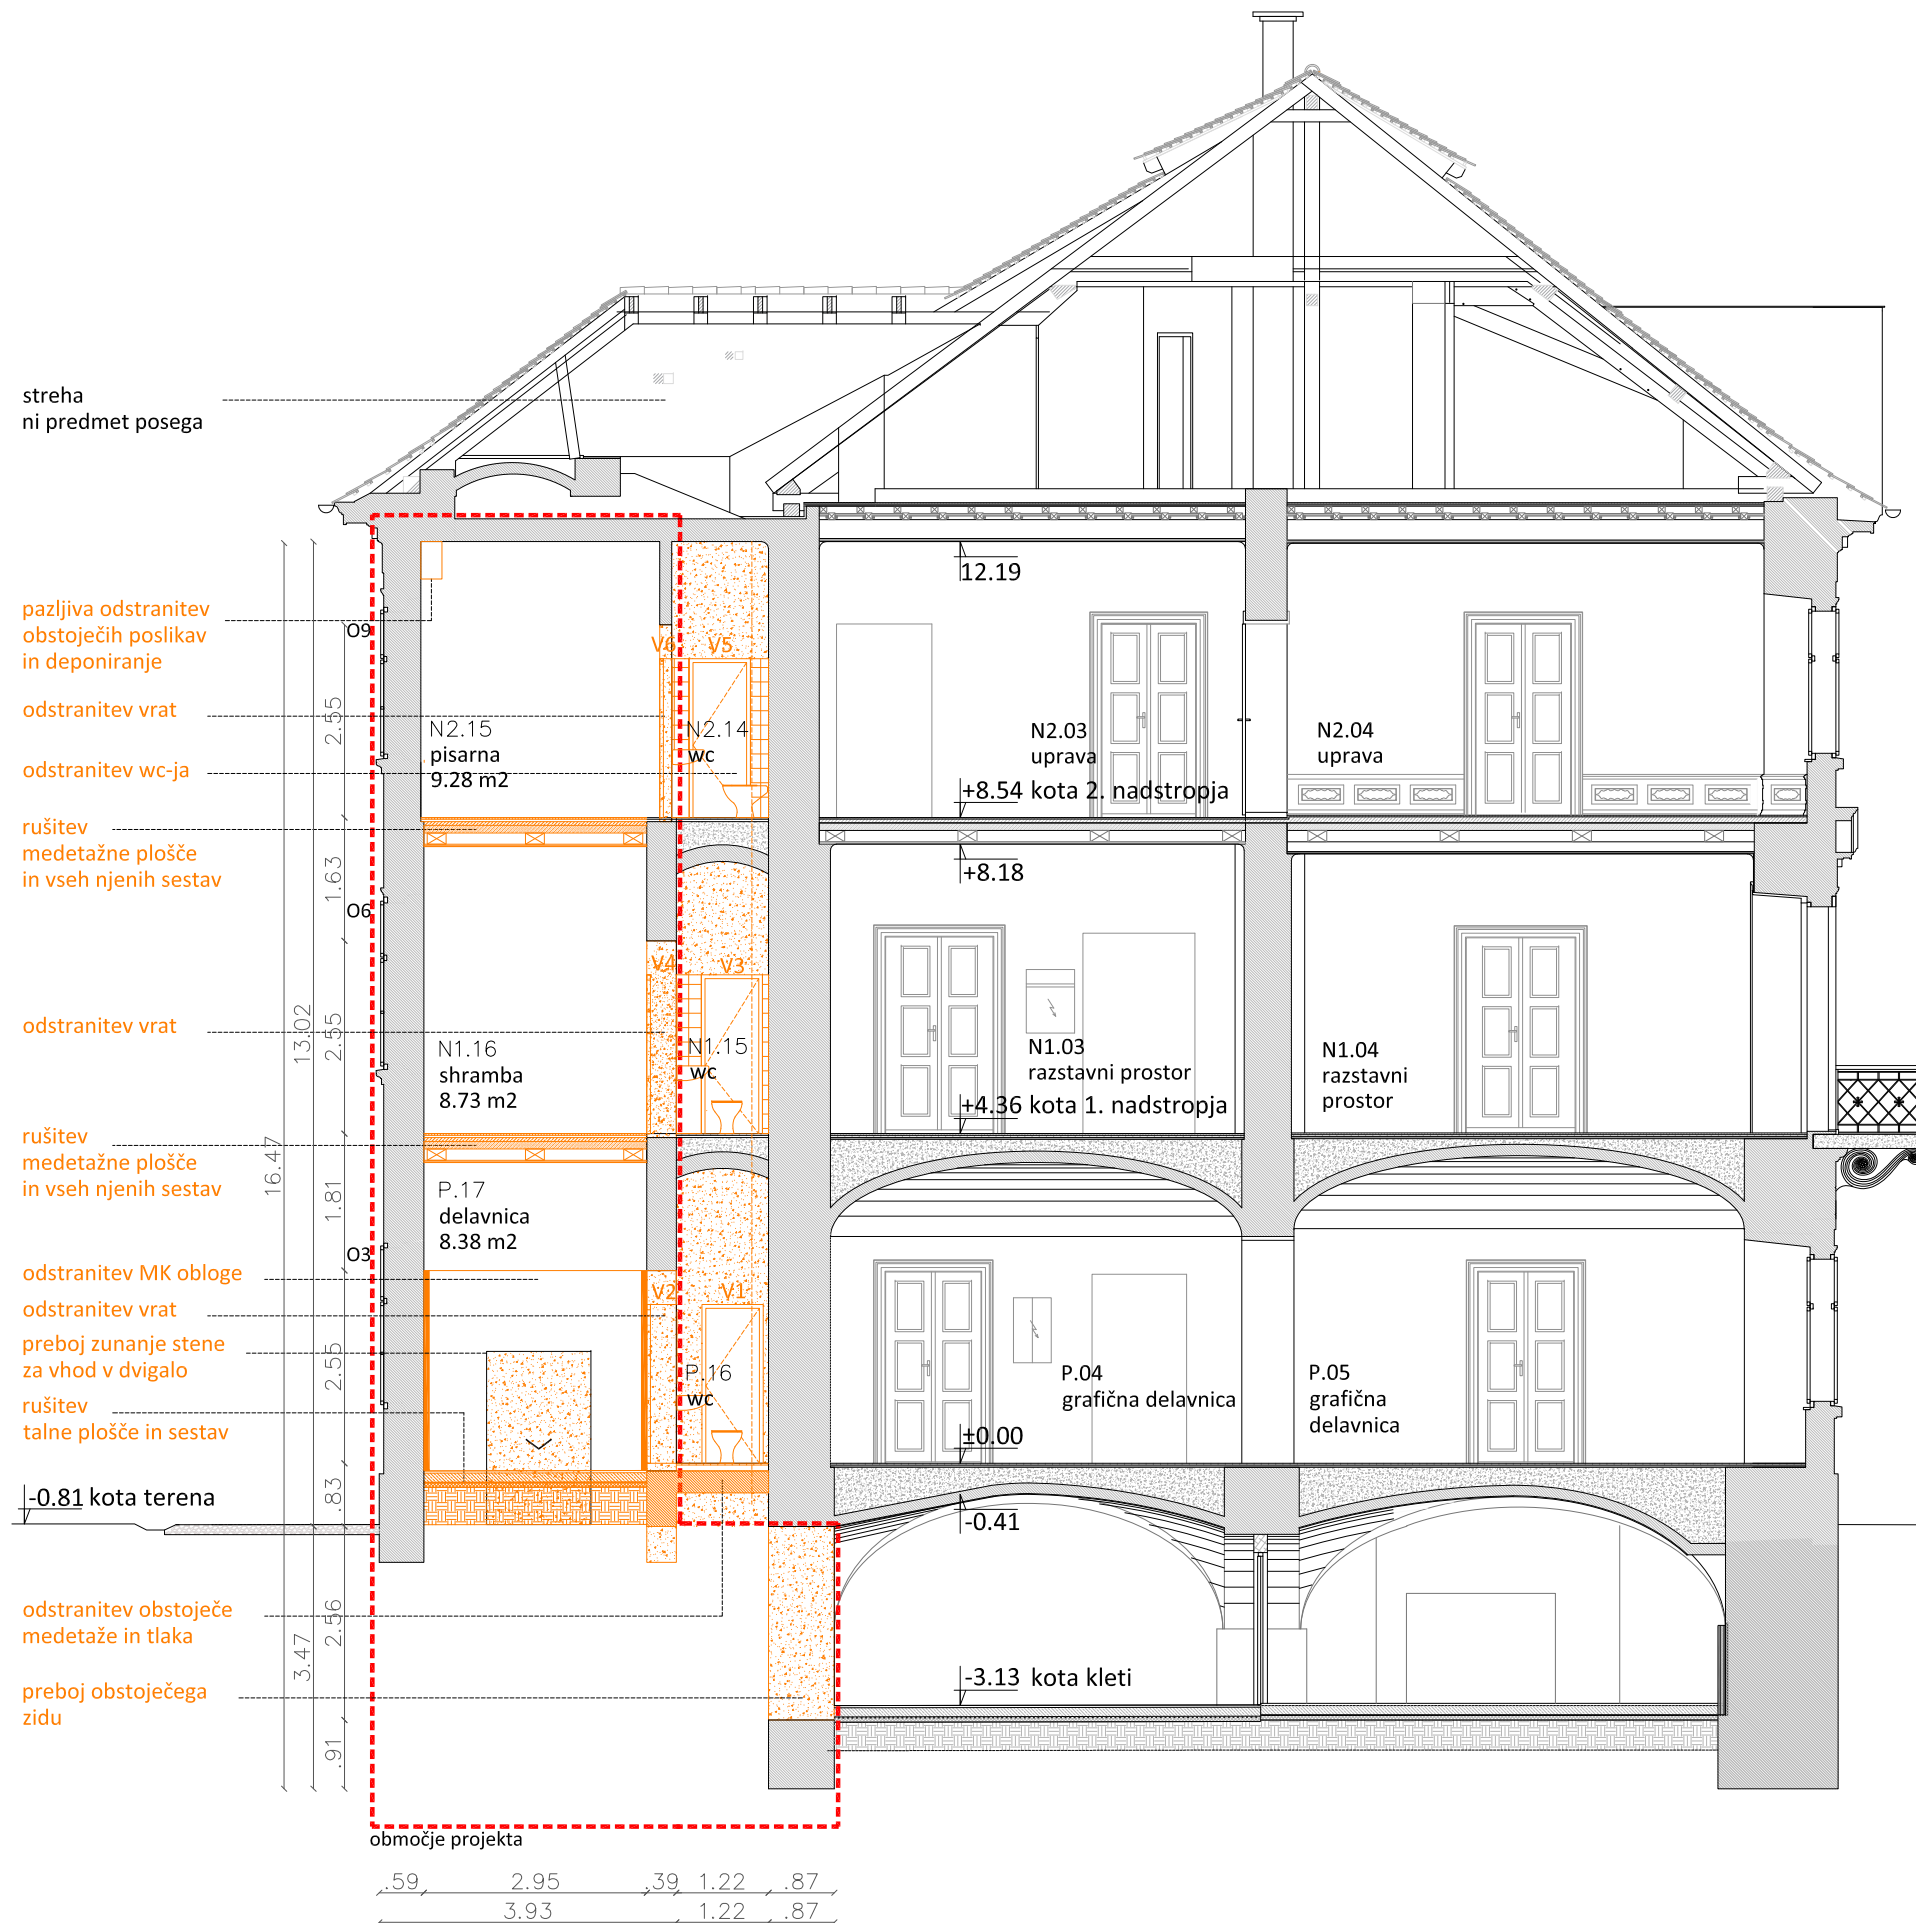 streha
ni predmet posega
12.19
pazljiva odstranitev
obstoječih poslikav
in deponiranje
O9
V6
V5
odstranitev vrat
N2.15
pisarna
9.28 m2
N2.14
wc
N2.03
uprava
N2.04
uprava
2.55
odstranitev wc-ja
+8.54 kota 2. nadstropja
rušitev
medetažne plošče
in vseh njenih sestav
+8.18
1.63
O6
V4
V3
odstranitev vrat
13.02
2.55
N1.16
shramba
8.73 m2
N1.15
wc
N1.03
razstavni prostor
N1.04
razstavni
prostor
+4.36 kota 1. nadstropja
rušitev
medetažne plošče
in vseh njenih sestav
16.47
1.81
P.17
delavnica
8.38 m2
O3
odstranitev MK obloge
V2
V1
odstranitev vrat
preboj zunanje stene
za vhod v dvigalo
2.55
P.16
wc
P.04
grafična delavnica
P.05
grafična
delavnica
rušitev
talne plošče in sestav
±0.00
-0.81 kota terena
.83
-0.41
odstranitev obstoječe
medetaže in tlaka
2.56
3.47
preboj obstoječega
zidu
-3.13 kota kleti
.91
območje projekta
.59 2.95 .39 1.22 .87
3.93 1.22 .87